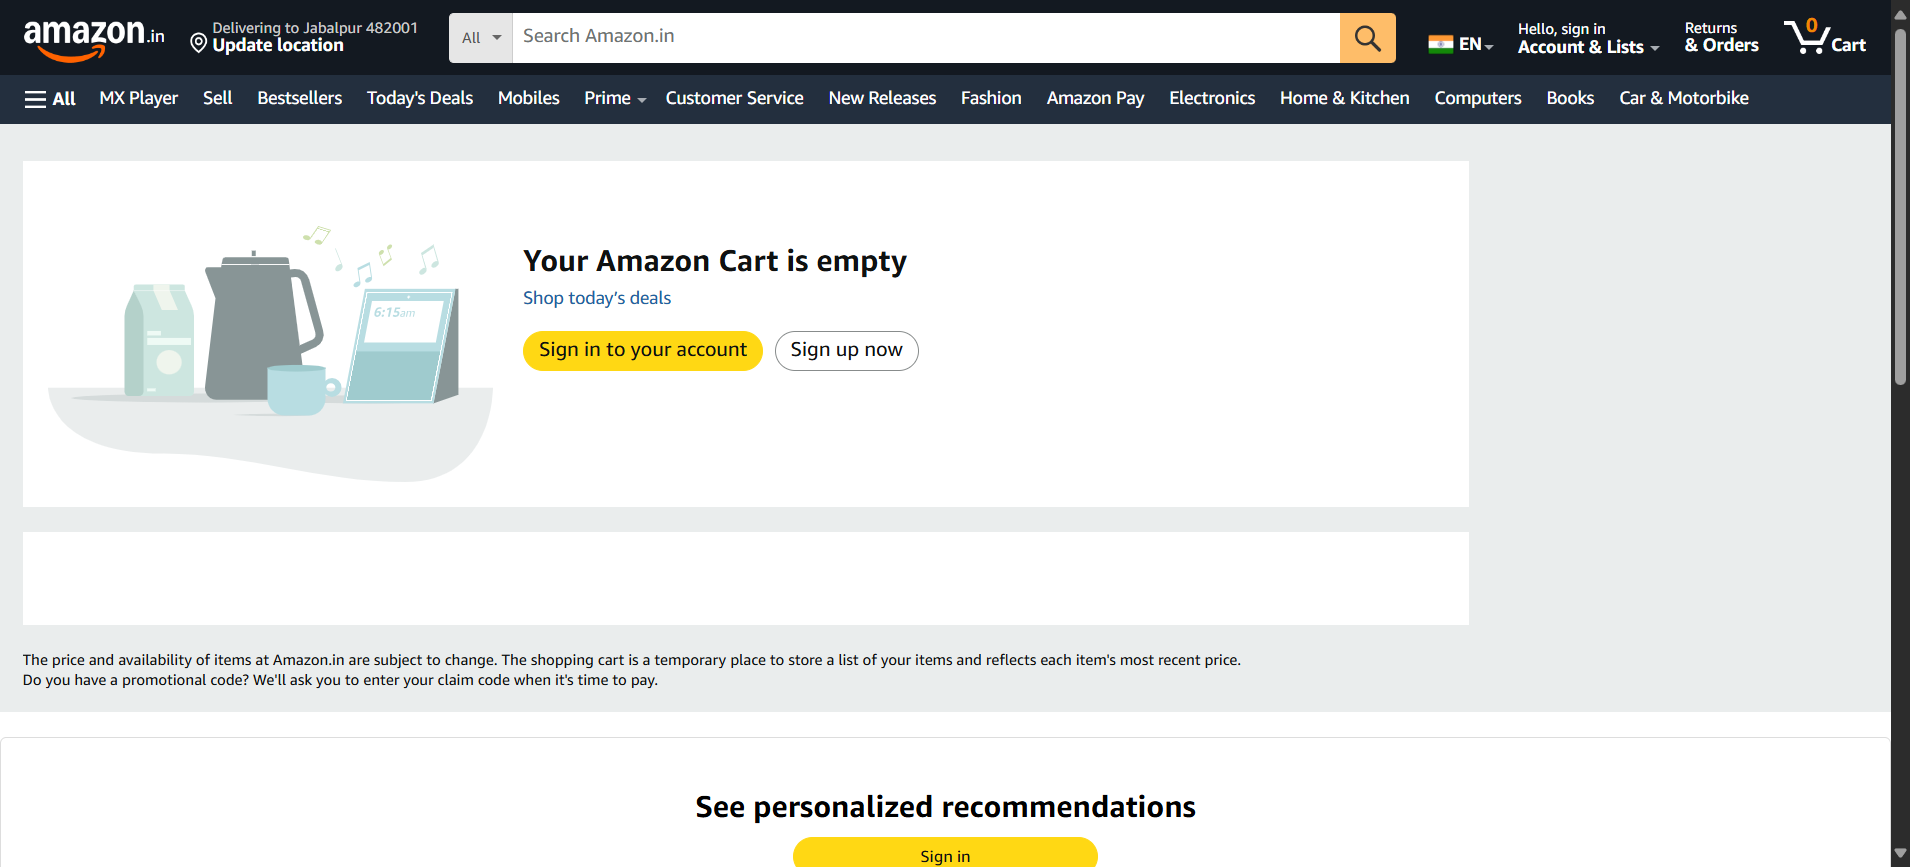 amazon.in
Delivering to Jabalpur 482001
Update location
All
Search Amazon.in
EN
Hello, sign in
Account & Lists
Returns
& Orders
0
Cart
All MX Player Sell Bestsellers Today's Deals Mobiles Prime Customer Service New Releases Fashion Amazon Pay Electronics Home & Kitchen Computers Books Car & Motorbike
6:15am
Your Amazon Cart is empty
Shop today's deals
Sign in to your account
Sign up now
The price and availability of items at Amazon.in are subject to change. The shopping cart is a temporary place to store a list of your items and reflects each item's most recent price.
Do you have a promotional code? We'll ask you to enter your claim code when it's time to pay.
See personalized recommendations
Sign in